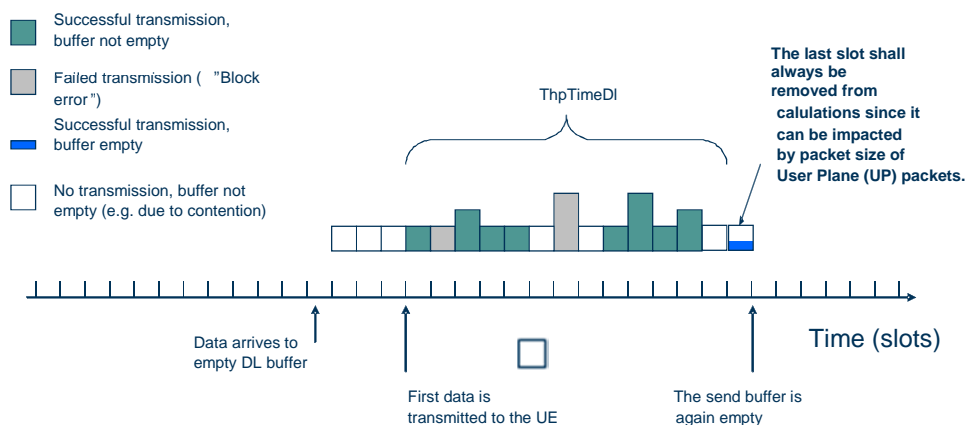 Successful transmission,
buffer not empty
Failed transmission ( "Block
error")
Successful transmission,
buffer empty
No transmission, buffer not
empty (e.g. due to contention)
ThpTimeDl
The last slot shall
always be
removed from
calulations since it
can be impacted
by packet size of
User Plane (UP) packets.
Data arrives to
empty DL buffer
First data is
transmitted to the UE
The send buffer is
again empty
Time (slots)